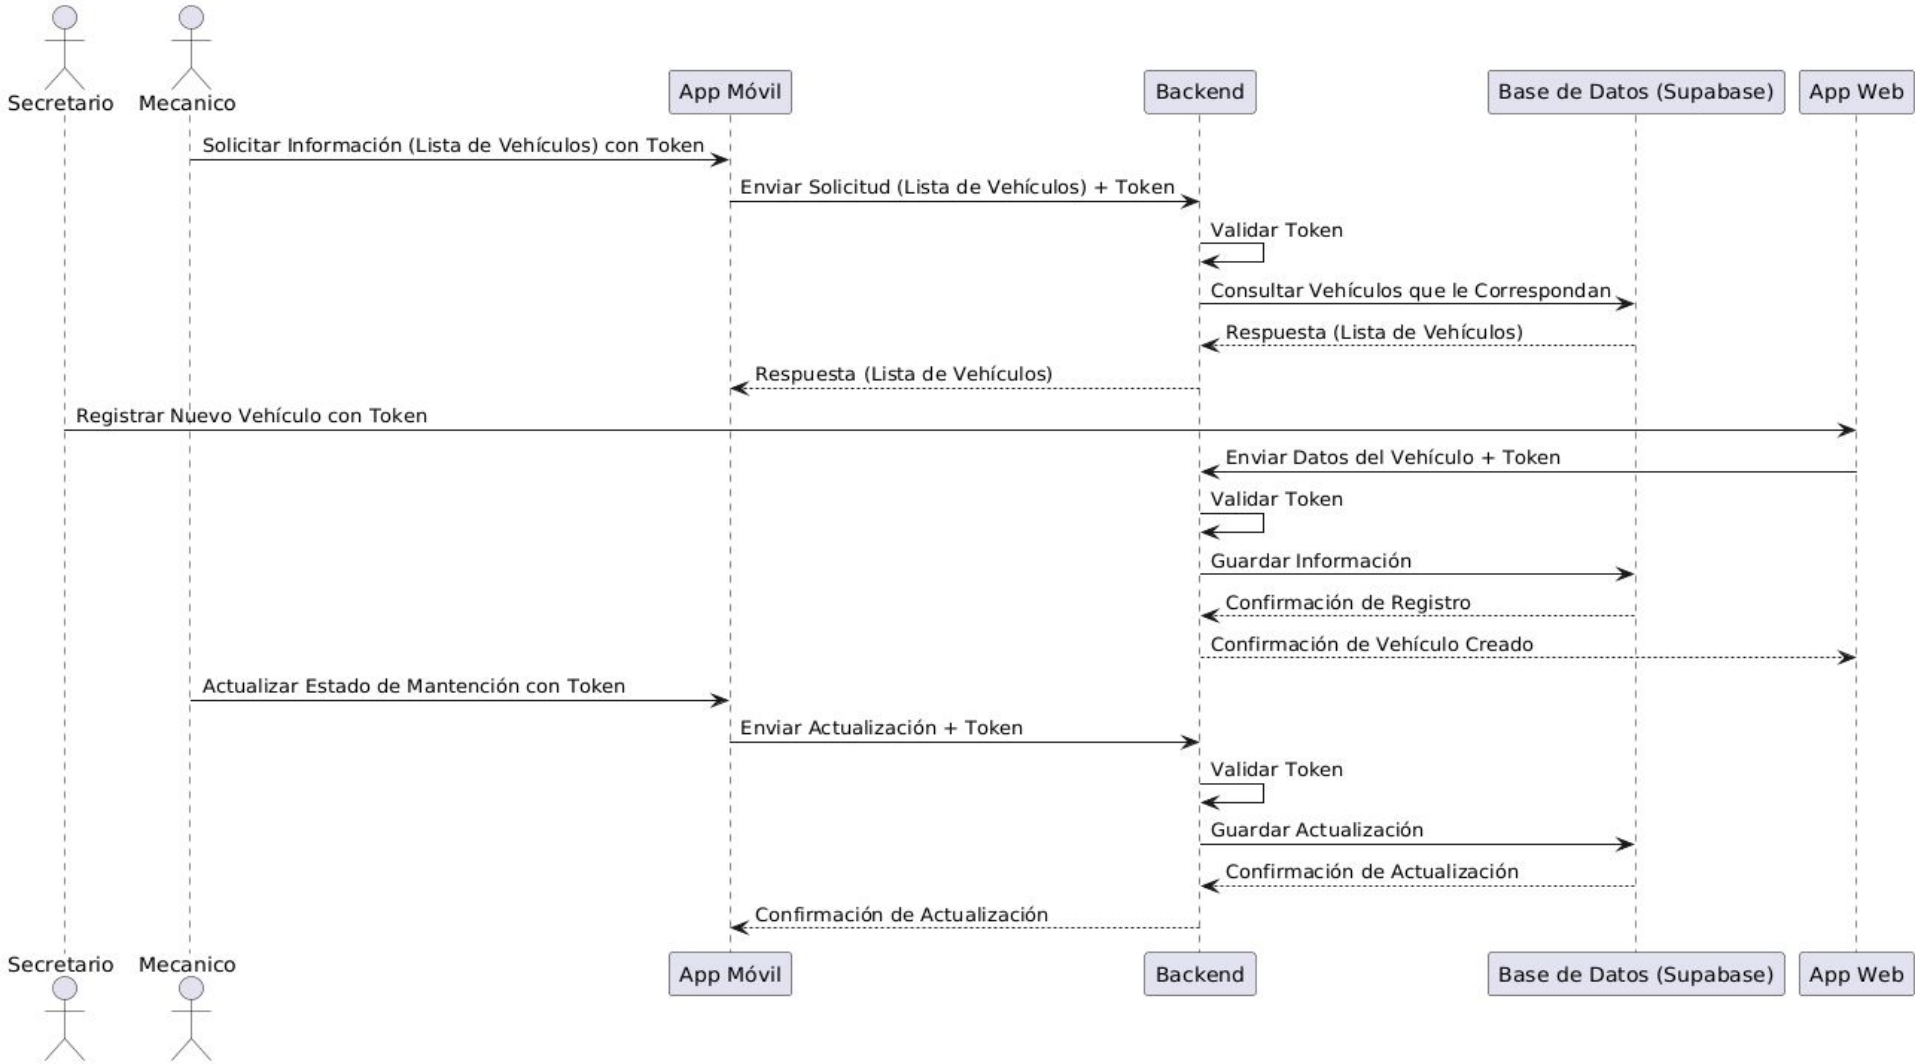 Secretario
Mecanico
App Móvil
Backend
Base de Datos (Supabase)
App Web
Solicitar Información (Lista de Vehículos) con Token
Enviar Solicitud (Lista de Vehículos) + Token
Validar Token
Consultar Vehículos que le Correspondan
Respuesta (Lista de Vehículos)
Respuesta (Lista de Vehículos)
Registrar Nuevo Vehículo con Token
Enviar Datos del Vehículo + Token
Validar Token
Guardar Información
Confirmación de Registro
Confirmación de Vehículo Creado
Actualizar Estado de Mantención con Token
Enviar Actualización + Token
Validar Token
Guardar Actualización
Confirmación de Actualización
Confirmación de Actualización
Secretario
Mecanico
App Móvil
Backend
Base de Datos (Supabase)
App Web